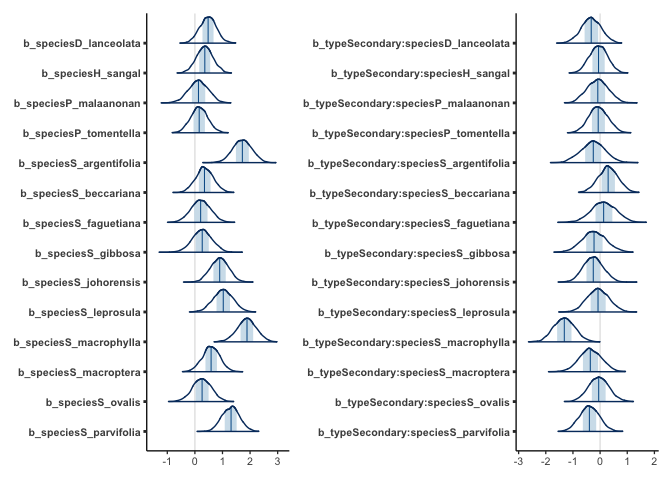 b_speciesD_lanceolata
b_speciesH_sangal
b_speciesP_malaanonan
b_speciesP_tomentella
b_speciesS_argentifolia
b_speciesS_beccariana
b_speciesS_faguetiana
b_speciesS_gibbosa
b_speciesS_johorensis
b_speciesS_leprosula
b_speciesS_macrophylla
b_speciesS_macroptera
b_speciesS_ovalis
b_speciesS_parvifolia
-1 0 1 2 3
b_typeSecondary:speciesD_lanceolata
b_typeSecondary:speciesH_sangal
b_typeSecondary:speciesP_malaanonan
b_typeSecondary:speciesP_tomentella
b_typeSecondary:speciesS_argentifolia
b_typeSecondary:speciesS_beccariana
b_typeSecondary:speciesS_faguetiana
b_typeSecondary:speciesS_gibbosa
b_typeSecondary:speciesS_johorensis
b_typeSecondary:speciesS_leprosula
b_typeSecondary:speciesS_macrophylla
b_typeSecondary:speciesS_macroptera
b_typeSecondary:speciesS_ovalis
b_typeSecondary:speciesS_parvifolia
-3 -2 -1 0 1 2